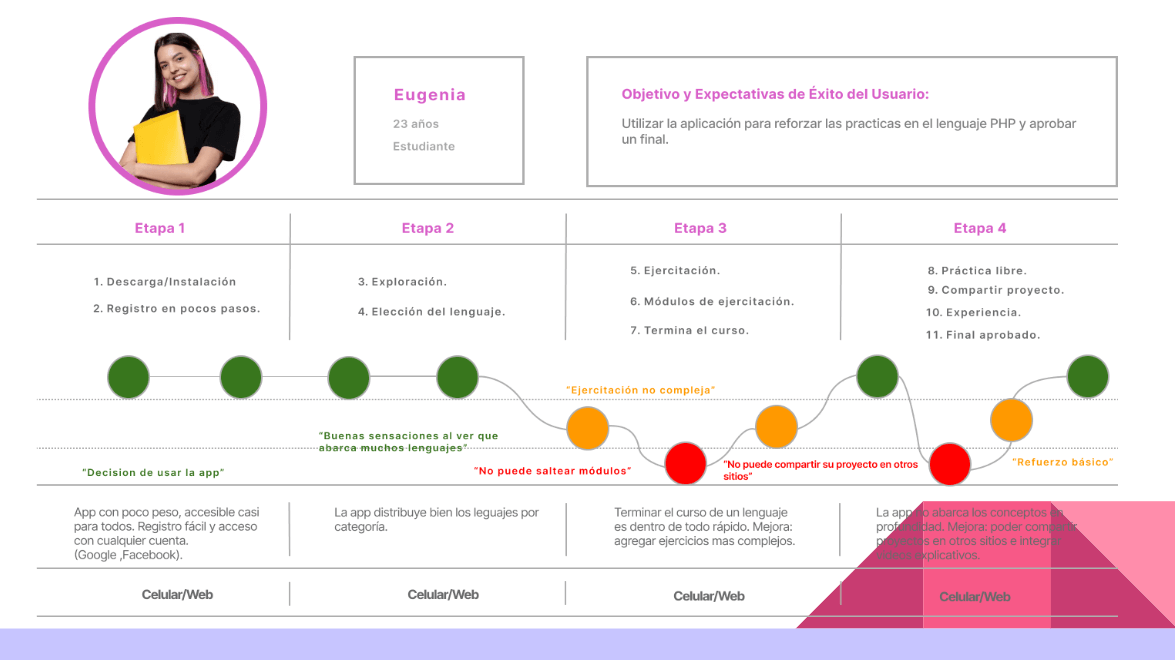 Eugenia
23 años
Estudiante
Objetivo y Expectativas de Éxito del Usuario:
Utilizar la aplicación para reforzar las practicas en el lenguaje PHP y aprobar
un final.
Etapa 1
Etapa 2
Etapa 3
Etapa 4
1. Descarga/Instalación
2. Registro en pocos pasos.
3. Exploración.
4. Elección del lenguaje.
5. Ejercitación.
6. Módulos de ejercitación.
7. Termina el curso.
8. Práctica libre.
9. Compartir proyecto.
10. Experiencia.
11. Final aprobado.
"Ejercitación no compleja"
"Buenas sensaciones al ver que
abarca muchos lenguajes"
"Decision de usar la app"
"No puede saltear módulos"
"No puede compartir su proyecto en otros
sitios"
"Refuerzo básico"
App con poco peso, accesible casi
para todos. Registro fácil y acceso
con cualquier cuenta.
(Google ,Facebook).
La app distribuye bien los leguajes por
categoría.
Terminar el curso de un lenguaje
es dentro de todo rápido. Mejora:
agregar ejercicios mas complejos.
La app no abarca los conceptos en
profundidad. Mejora: poder compartir
proyectos en otros sitios e integrar
explicativos.
Celular/Web
Celular/Web
Celular/Web
Celular/Web